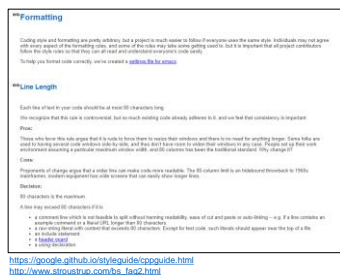 Formatting
Coding style and formatting are pretty arbitrary, but a project is much easier to follow if everyone uses the same style. Individuals may not agree
with every aspect of the formatting rules, and some of the rules may take some getting used to, but it is important that all project contributors
follow the style rules so that they can all read and understand everyone's code easily.
To help you format code correctly, we've created a settings file for emacs.
Line Length
Each line of text in your code should be at most 80 characters long.
We recognize that this rule is controversial, but so much existing code already adheres to it, and we feel that consistency is important.
Pros:
Those who favor this rule argue that it is rude to force them to resize their windows and there is no need for anything longer. Some folks are
used to having several code windows side-by-side, and thus don't have room to widen their windows in any case. People set up their work
environment assuming a particular maximum window width, and 80 columns has been the traditional standard. Why change it?
Cons:
Proponents of change argue that a wider line can make code more readable. The 80-column limit is an hidebound throwback to 1960s
mainframes; modern equipment has wide screens that can easily show longer lines.
Decision:
80 characters is the maximum.
A line may exceed 80 characters if it is:
• a comment line which is not feasible to split without harming readability, ease of cut and paste or auto-linking -- e.g. if a line contains an
example command or a literal URL longer than 80 characters.
• a raw-string literal with content that exceeds 80 characters. Except for test code, such literals should appear near the top of a file.
• an include statement.
• a header guard
• a using-declaration
https://google.github.io/styleguide/cppguide.html
http://www.stroustrup.com/bs_faq2.html